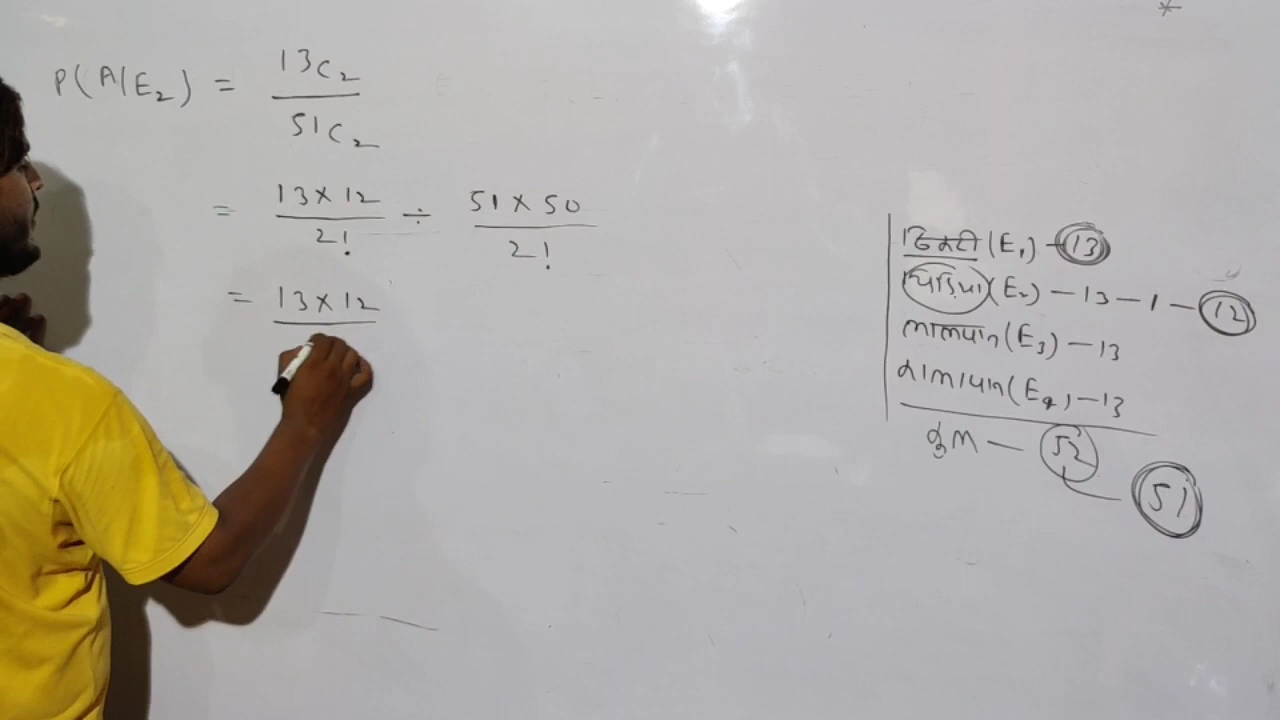 P(A/E₂) = 13C₂ / 51C₂
= 13×12 / 2! ÷ 51×50 / 2!
= 13×12
(E₁) - 13
चिड़िया (E₂) - 13 - 1 - 12
लालपान (E₃) - 13
(E₄) - 13
कुल - 52
51